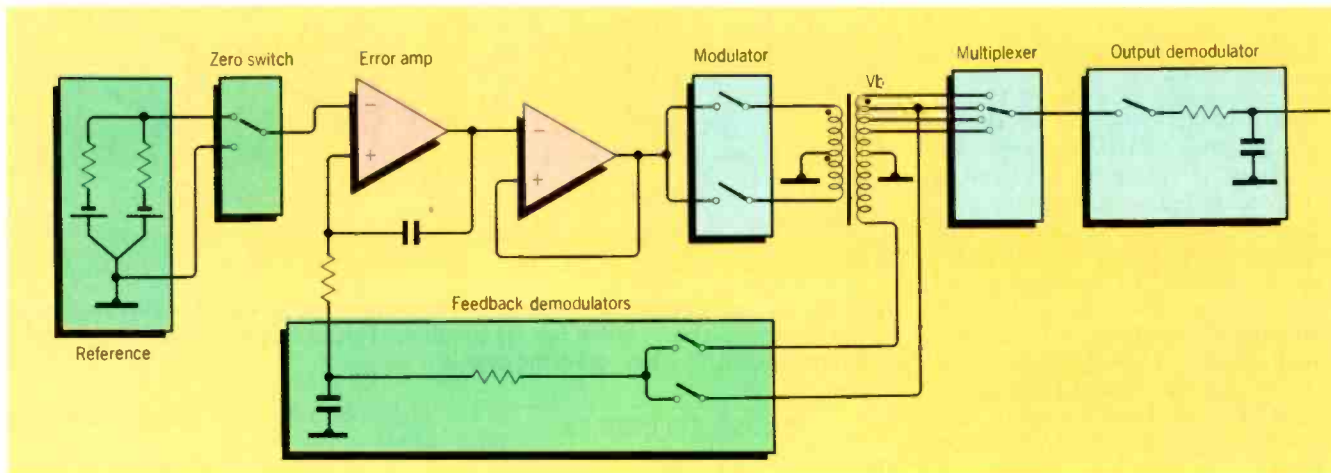 Zero switch
Error amp
Modulator
Multiplexer
Output demodulator
Vb
−
+
−
+
Feedback demodulators
Reference